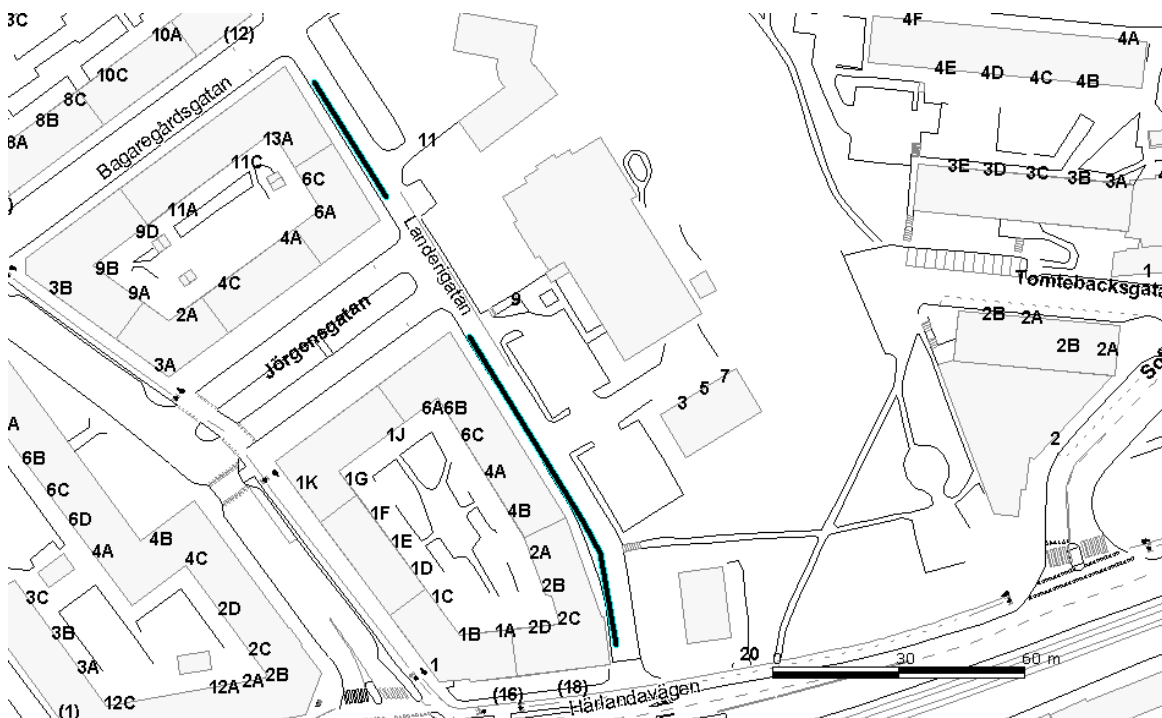 3C
10A
(12)
4F
4A
10C
4E
4D
4C
4B
8C
8B
8A
Bagaregårdsgatan
13A
11
11C
6C
3E
3D
3C
3B
3A
11A
6A
9D
4A
Landerigatan
9B
4C
1
3B
9A
9
Tomtebacksgata
2A
2B
2A
Jörgensgatan
2B
2A
3A
7
5
3
6A
6B
A
1J
6C
2
6B
1K
1G
4A
6C
1F
4B
6D
4B
1E
4A
4C
2A
1D
2B
3C
1C
2D
2C
3B
1B
1A
2D
2C
3A
1
20
0
30
60 m
2B
2A
12A
12C
(16)
(18)
Härlandavägen
(1)